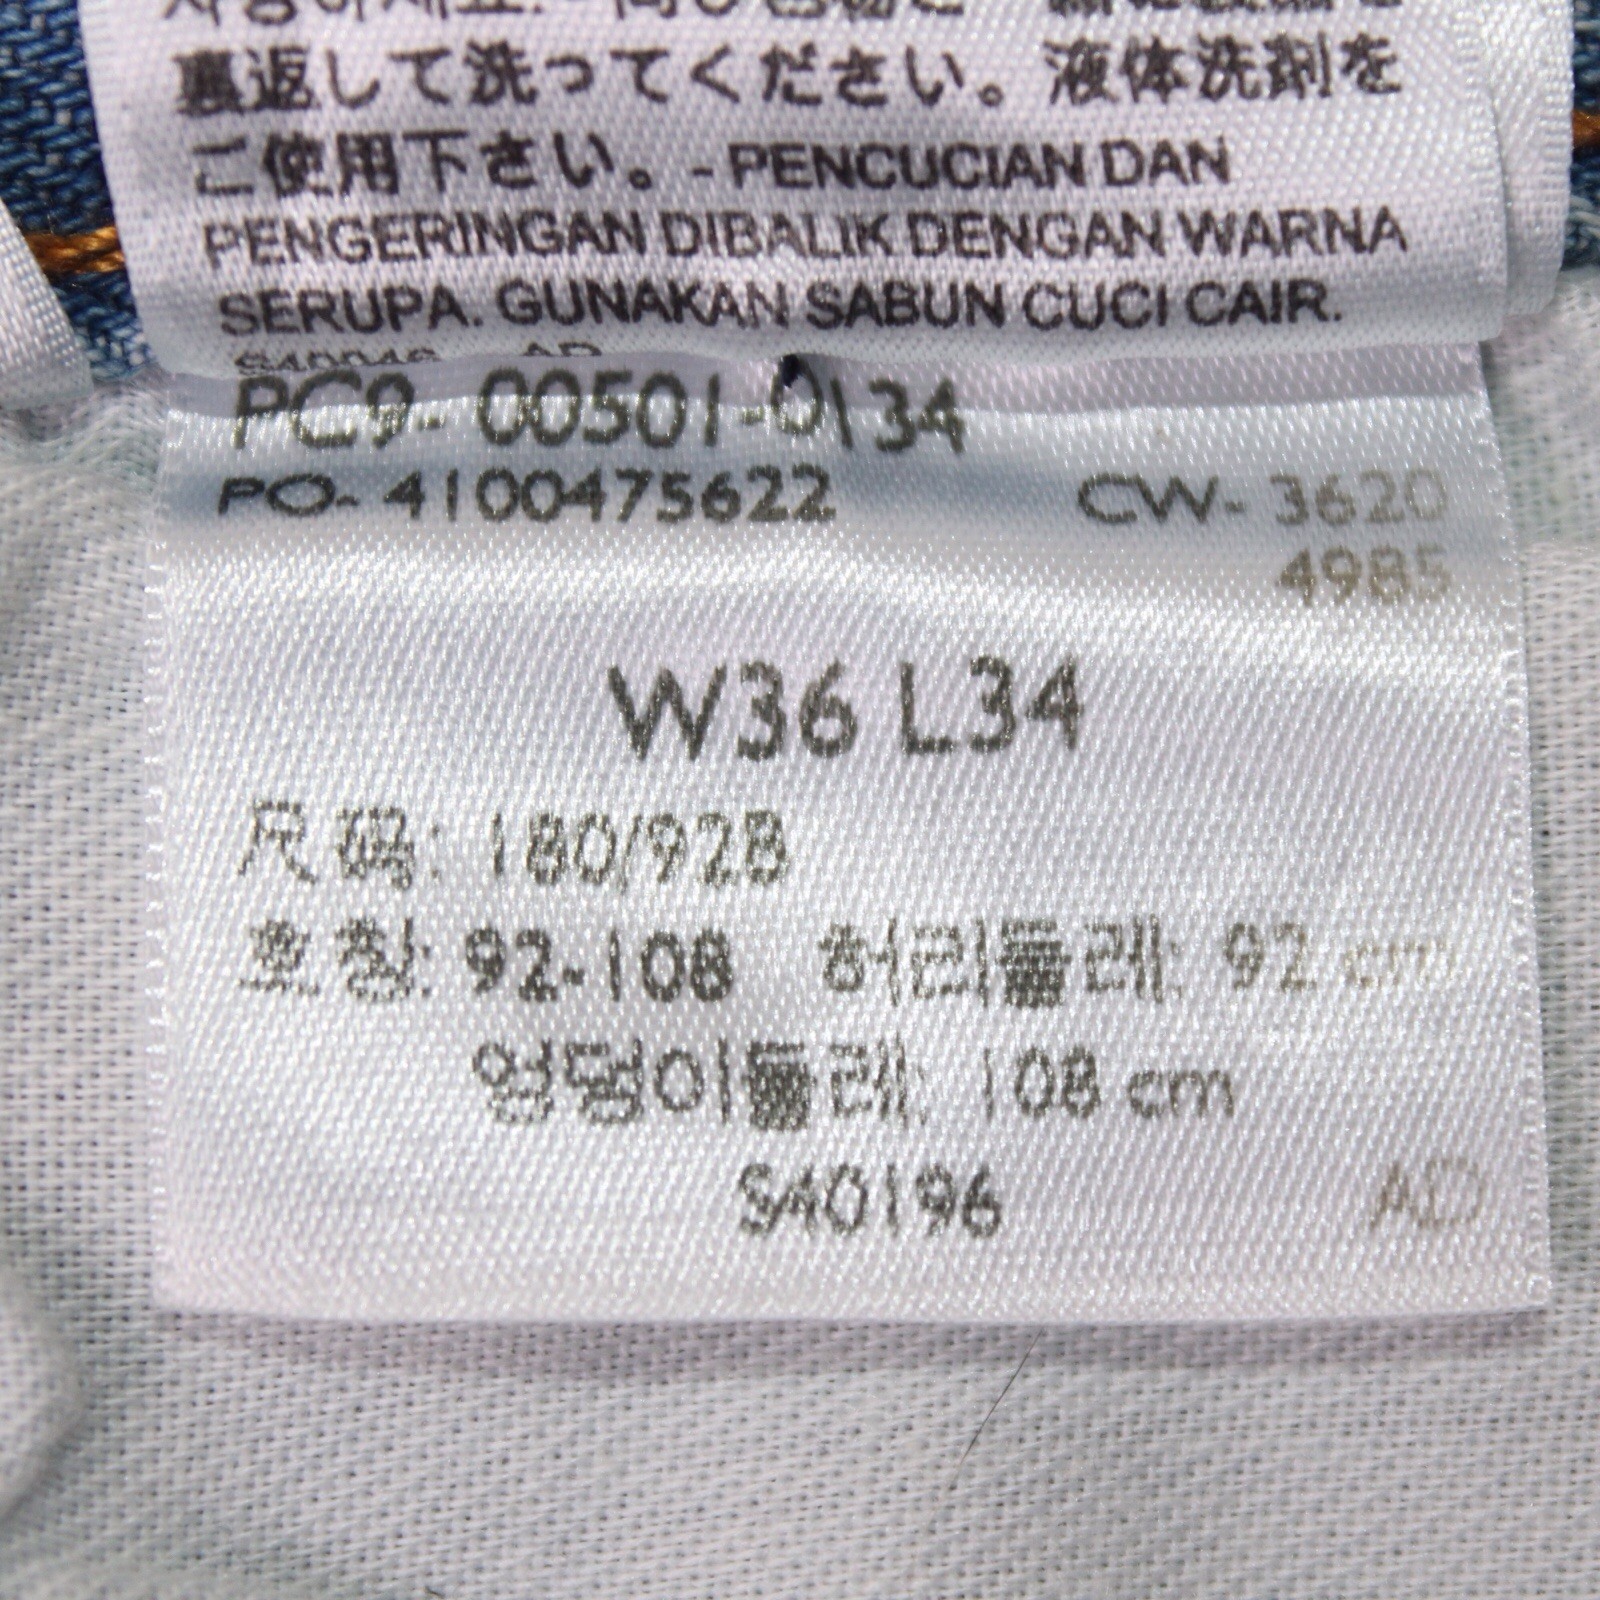 裏返して洗ってください。液体洗剤を
ご使用下さい。- PENCUCIAN DAN
PENGERINGAN DIBALIK DENGAN WARNA
SERUPA. GUNAKAN SABUN CUCI CAIR.
PC9- 00501-0134
PO- 4100475622 CW- 3620
4985
W36 L34
尺码: 180/92B
호칭: 92-108 허리둘레: 92 cm
엉덩이둘레: 108 cm
S40196 AD